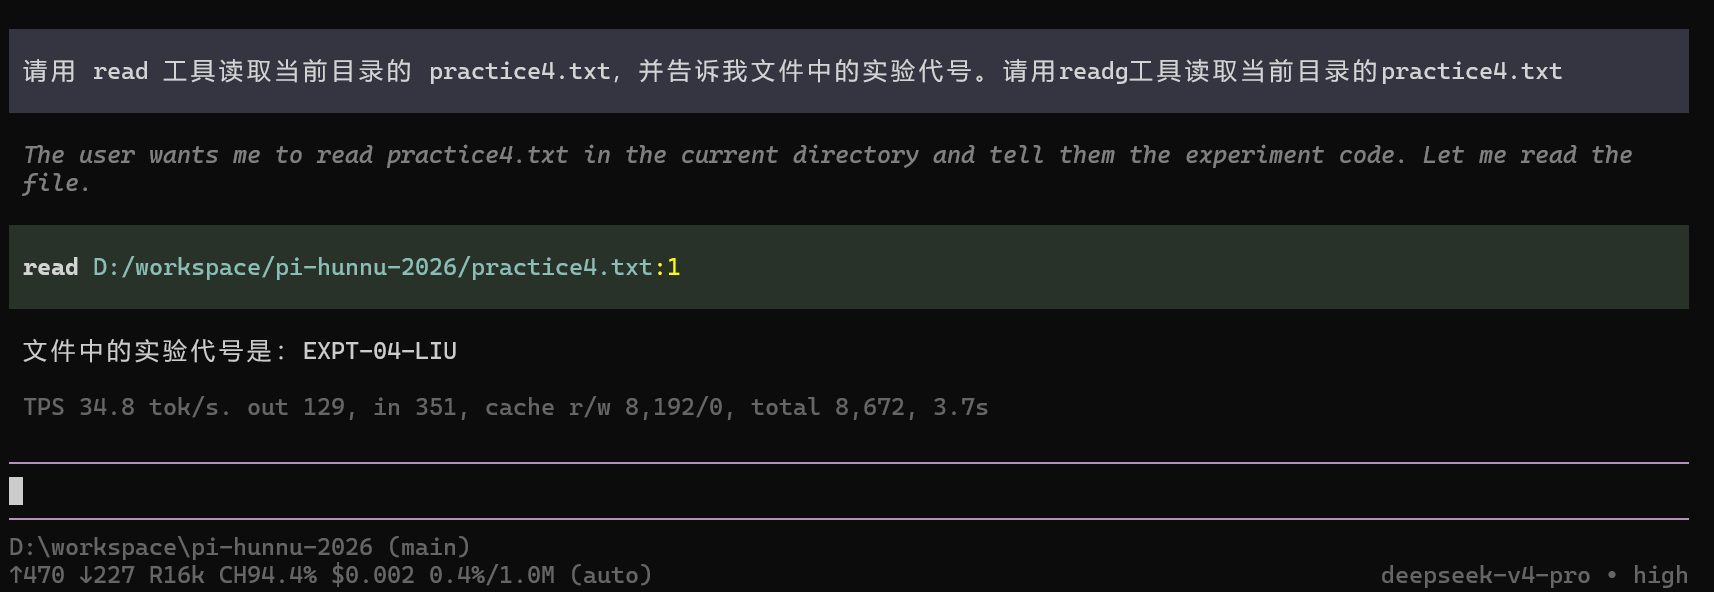 请用 read 工具读取当前目录的 practice4.txt，并告诉我文件中的实验代号。请用readg工具读取当前目录的practice4.txt
The user wants me to read practice4.txt in the current directory and tell them the experiment code. Let me read the
file.
read D:/workspace/pi-hunnu-2026/practice4.txt:1
文件中的实验代号是：EXPT-04-LIU
TPS 34.8 tok/s. out 129, in 351, cache r/w 8,192/0, total 8,672, 3.7s
D:\workspace\pi-hunnu-2026 (main)
↑470 ↓227 R16k CH94.4% $0.002 0.4%/1.0M (auto) deepseek-v4-pro • high